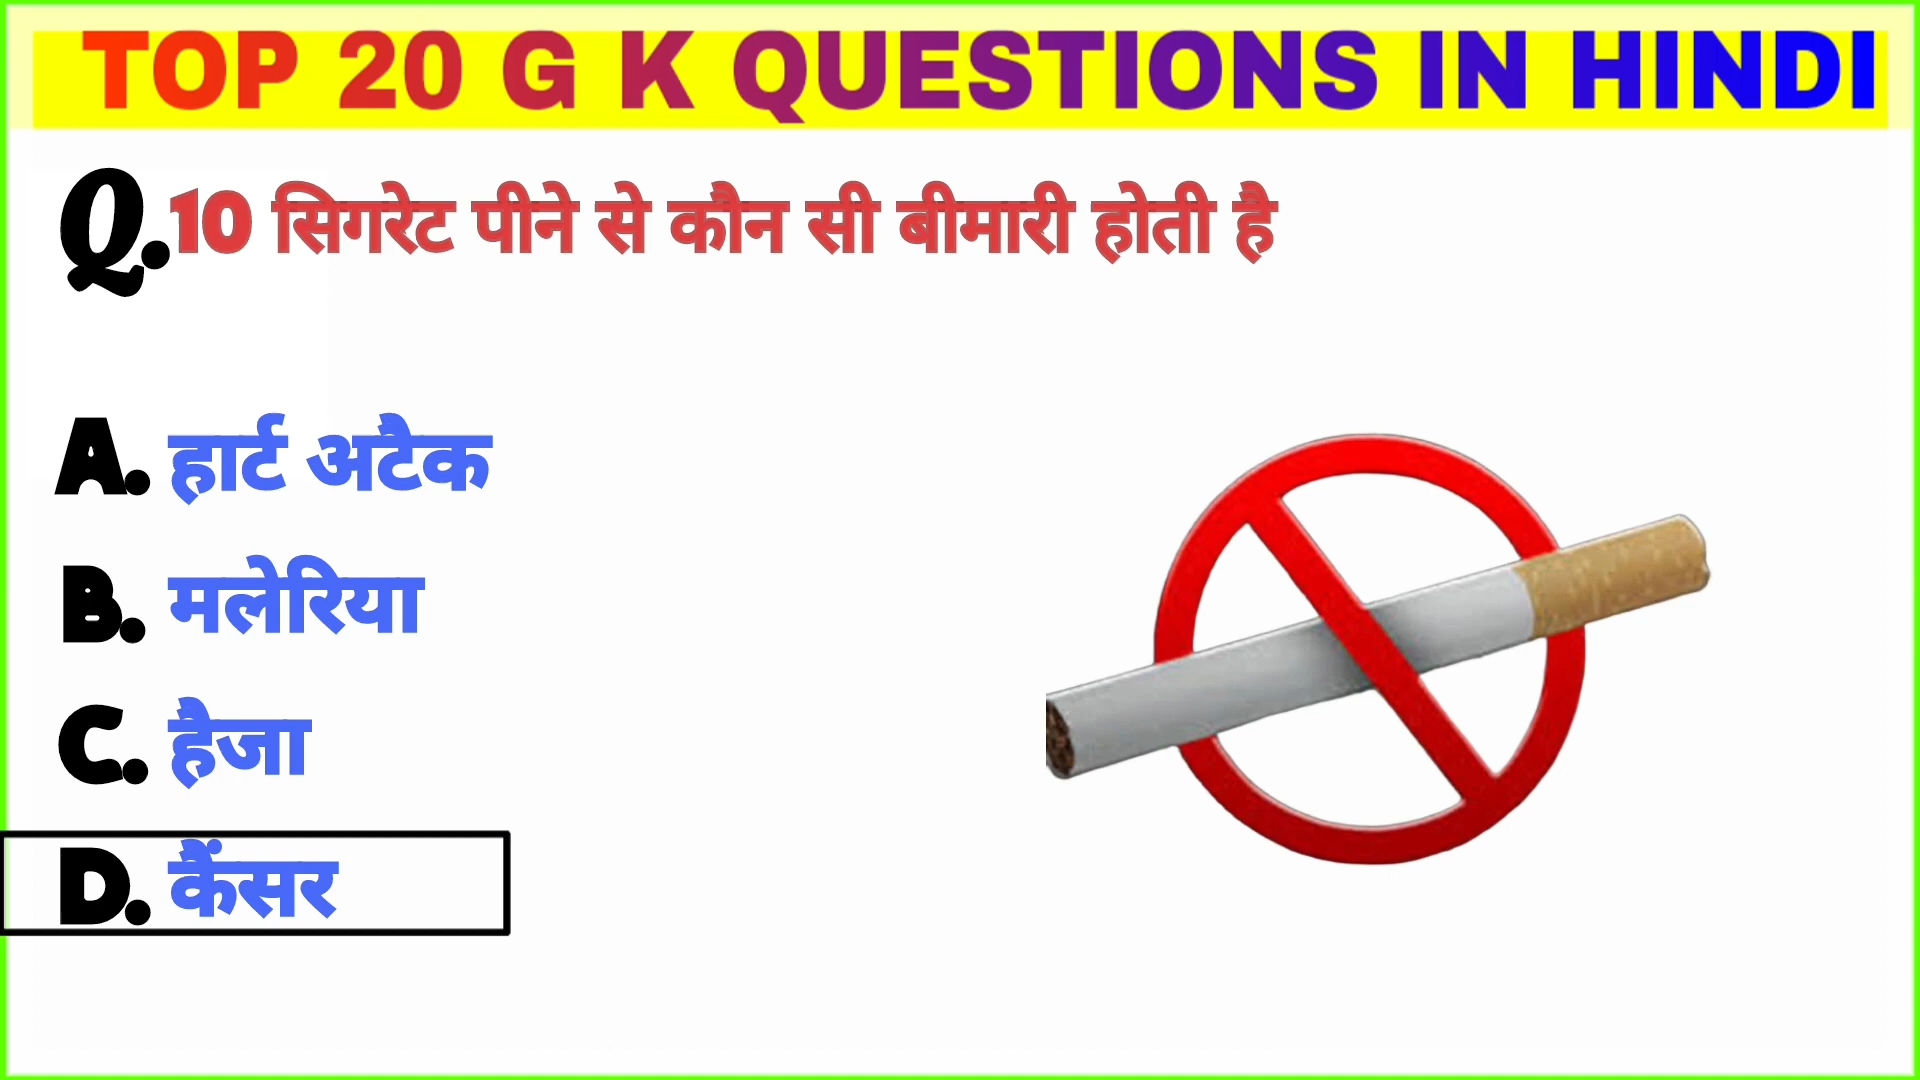 TOP 20 G K QUESTIONS IN HINDI
Q.10 सिगरेट पीने से कौन सी बीमारी होती है
A. हार्ट अटैक
B. मलेरिया
C. हैजा
D. कैंसर